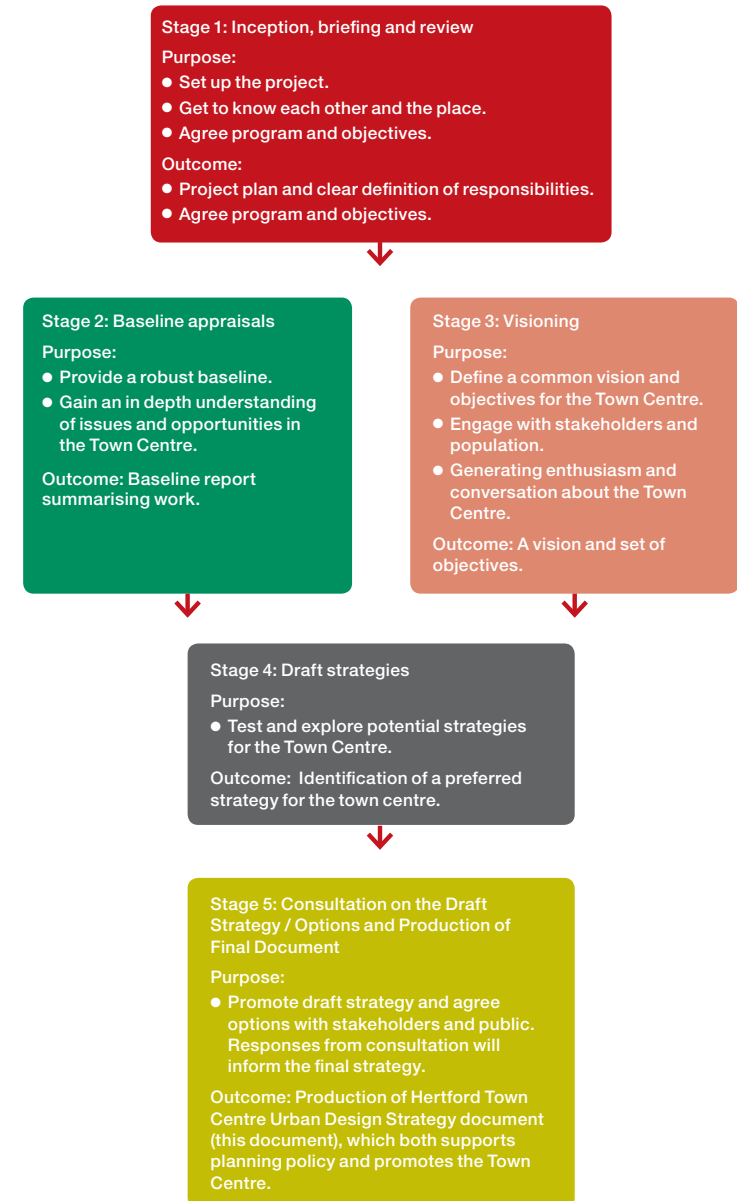 Stage 1: Inception, briefing and review
Purpose:
● Set up the project.
● Get to know each other and the place.
● Agree program and objectives.
Outcome:
● Project plan and clear definition of responsibilities.
● Agree program and objectives.
Stage 2: Baseline appraisals
Purpose:
● Provide a robust baseline.
● Gain an in depth understanding
of issues and opportunities in
the Town Centre.
Outcome: Baseline report
summarising work.
Stage 3: Visioning
Purpose:
● Define a common vision and
objectives for the Town Centre.
● Engage with stakeholders and
population.
● Generating enthusiasm and
conversation about the Town
Centre.
Outcome: A vision and set of
objectives.
Stage 4: Draft strategies
Purpose:
● Test and explore potential strategies
for the Town Centre.
Outcome: Identification of a preferred
strategy for the town centre.
Stage 5: Consultation on the Draft
Strategy / Options and Production of
Final Document
Purpose:
● Promote draft strategy and agree
options with stakeholders and public.
Responses from consultation will
inform the final strategy.
Outcome: Production of Hertford Town
Centre Urban Design Strategy document
(this document), which both supports
planning policy and promotes the Town
Centre.